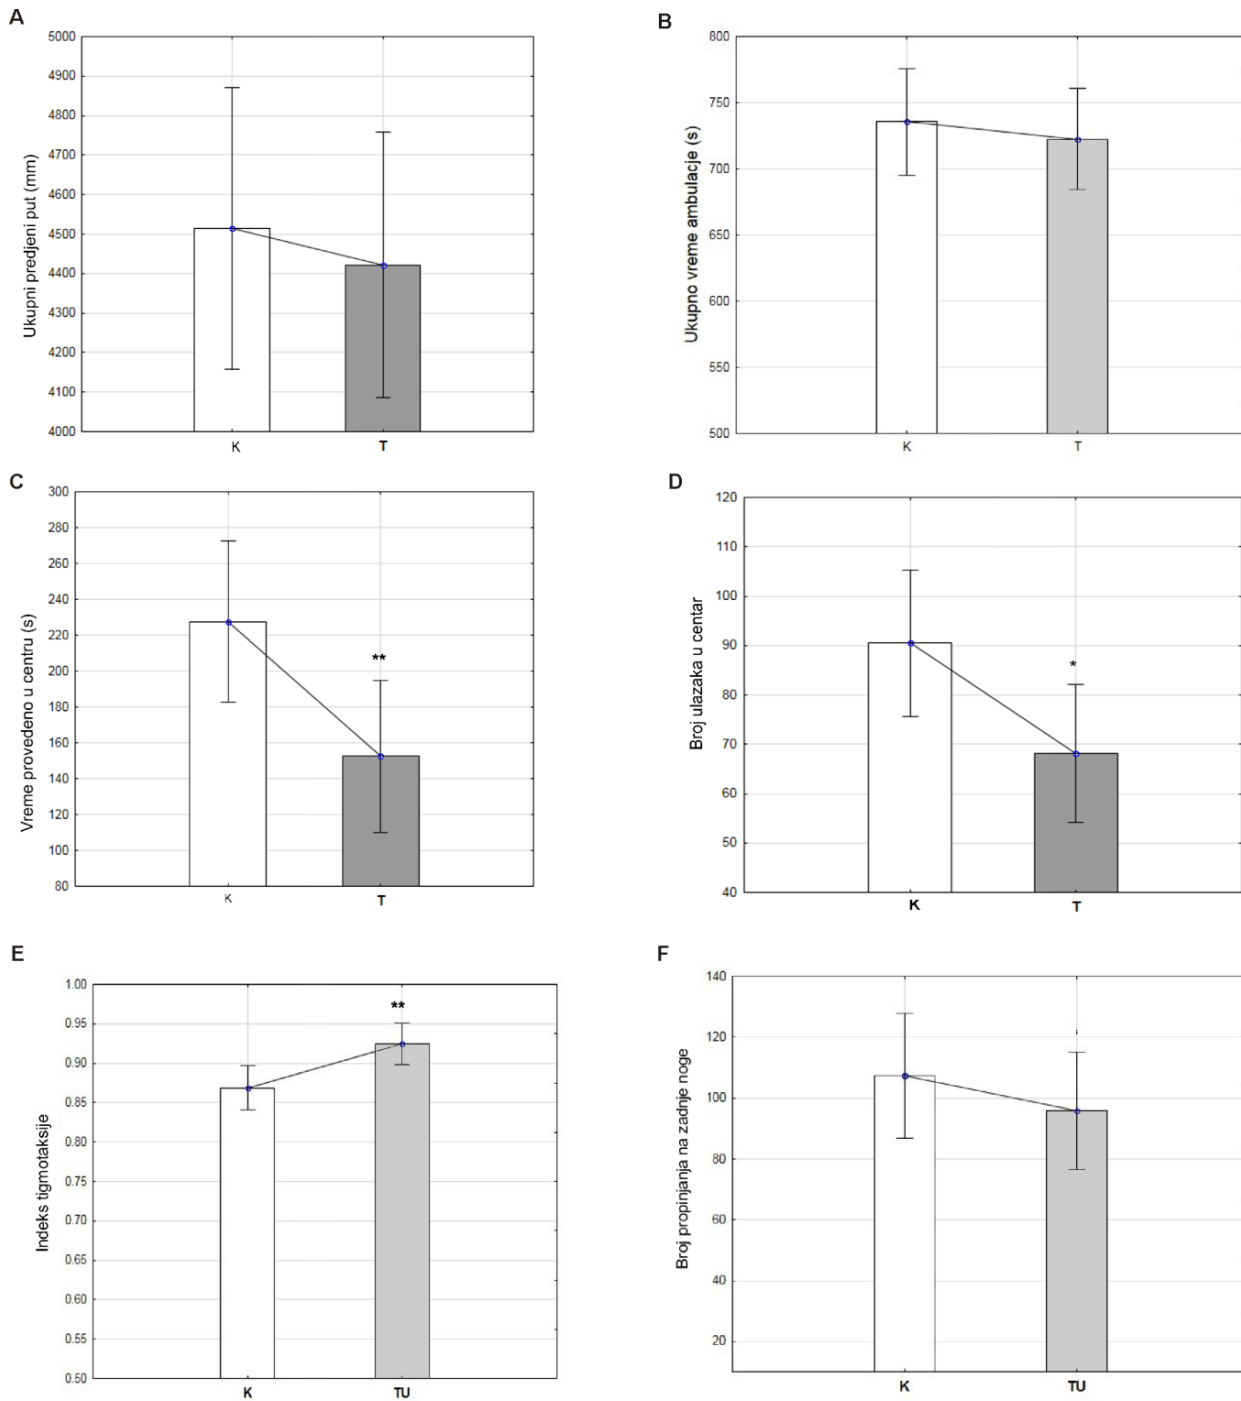 A
Ukupni predjeni put (mm)
5000
4900
4800
4700
4600
4500
4400
4300
4200
4100
4000
K
T
B
Ukupno vreme ambulacje (s)
800
750
700
650
600
550
500
K
T
C
Vreme provedeno u centru (s)
300
280
260
240
220
200
180
160
140
120
100
80
**
K
T
D
Broj ulazaka u centar
120
110
100
90
80
70
60
50
40
*
K
T
E
Indeks tigmotaksije
1.00
0.95
0.90
0.85
0.80
0.75
0.70
0.65
0.60
0.55
0.50
**
K
TU
F
Broj propinjanja na zadnje noge
140
120
100
80
60
40
20
K
TU